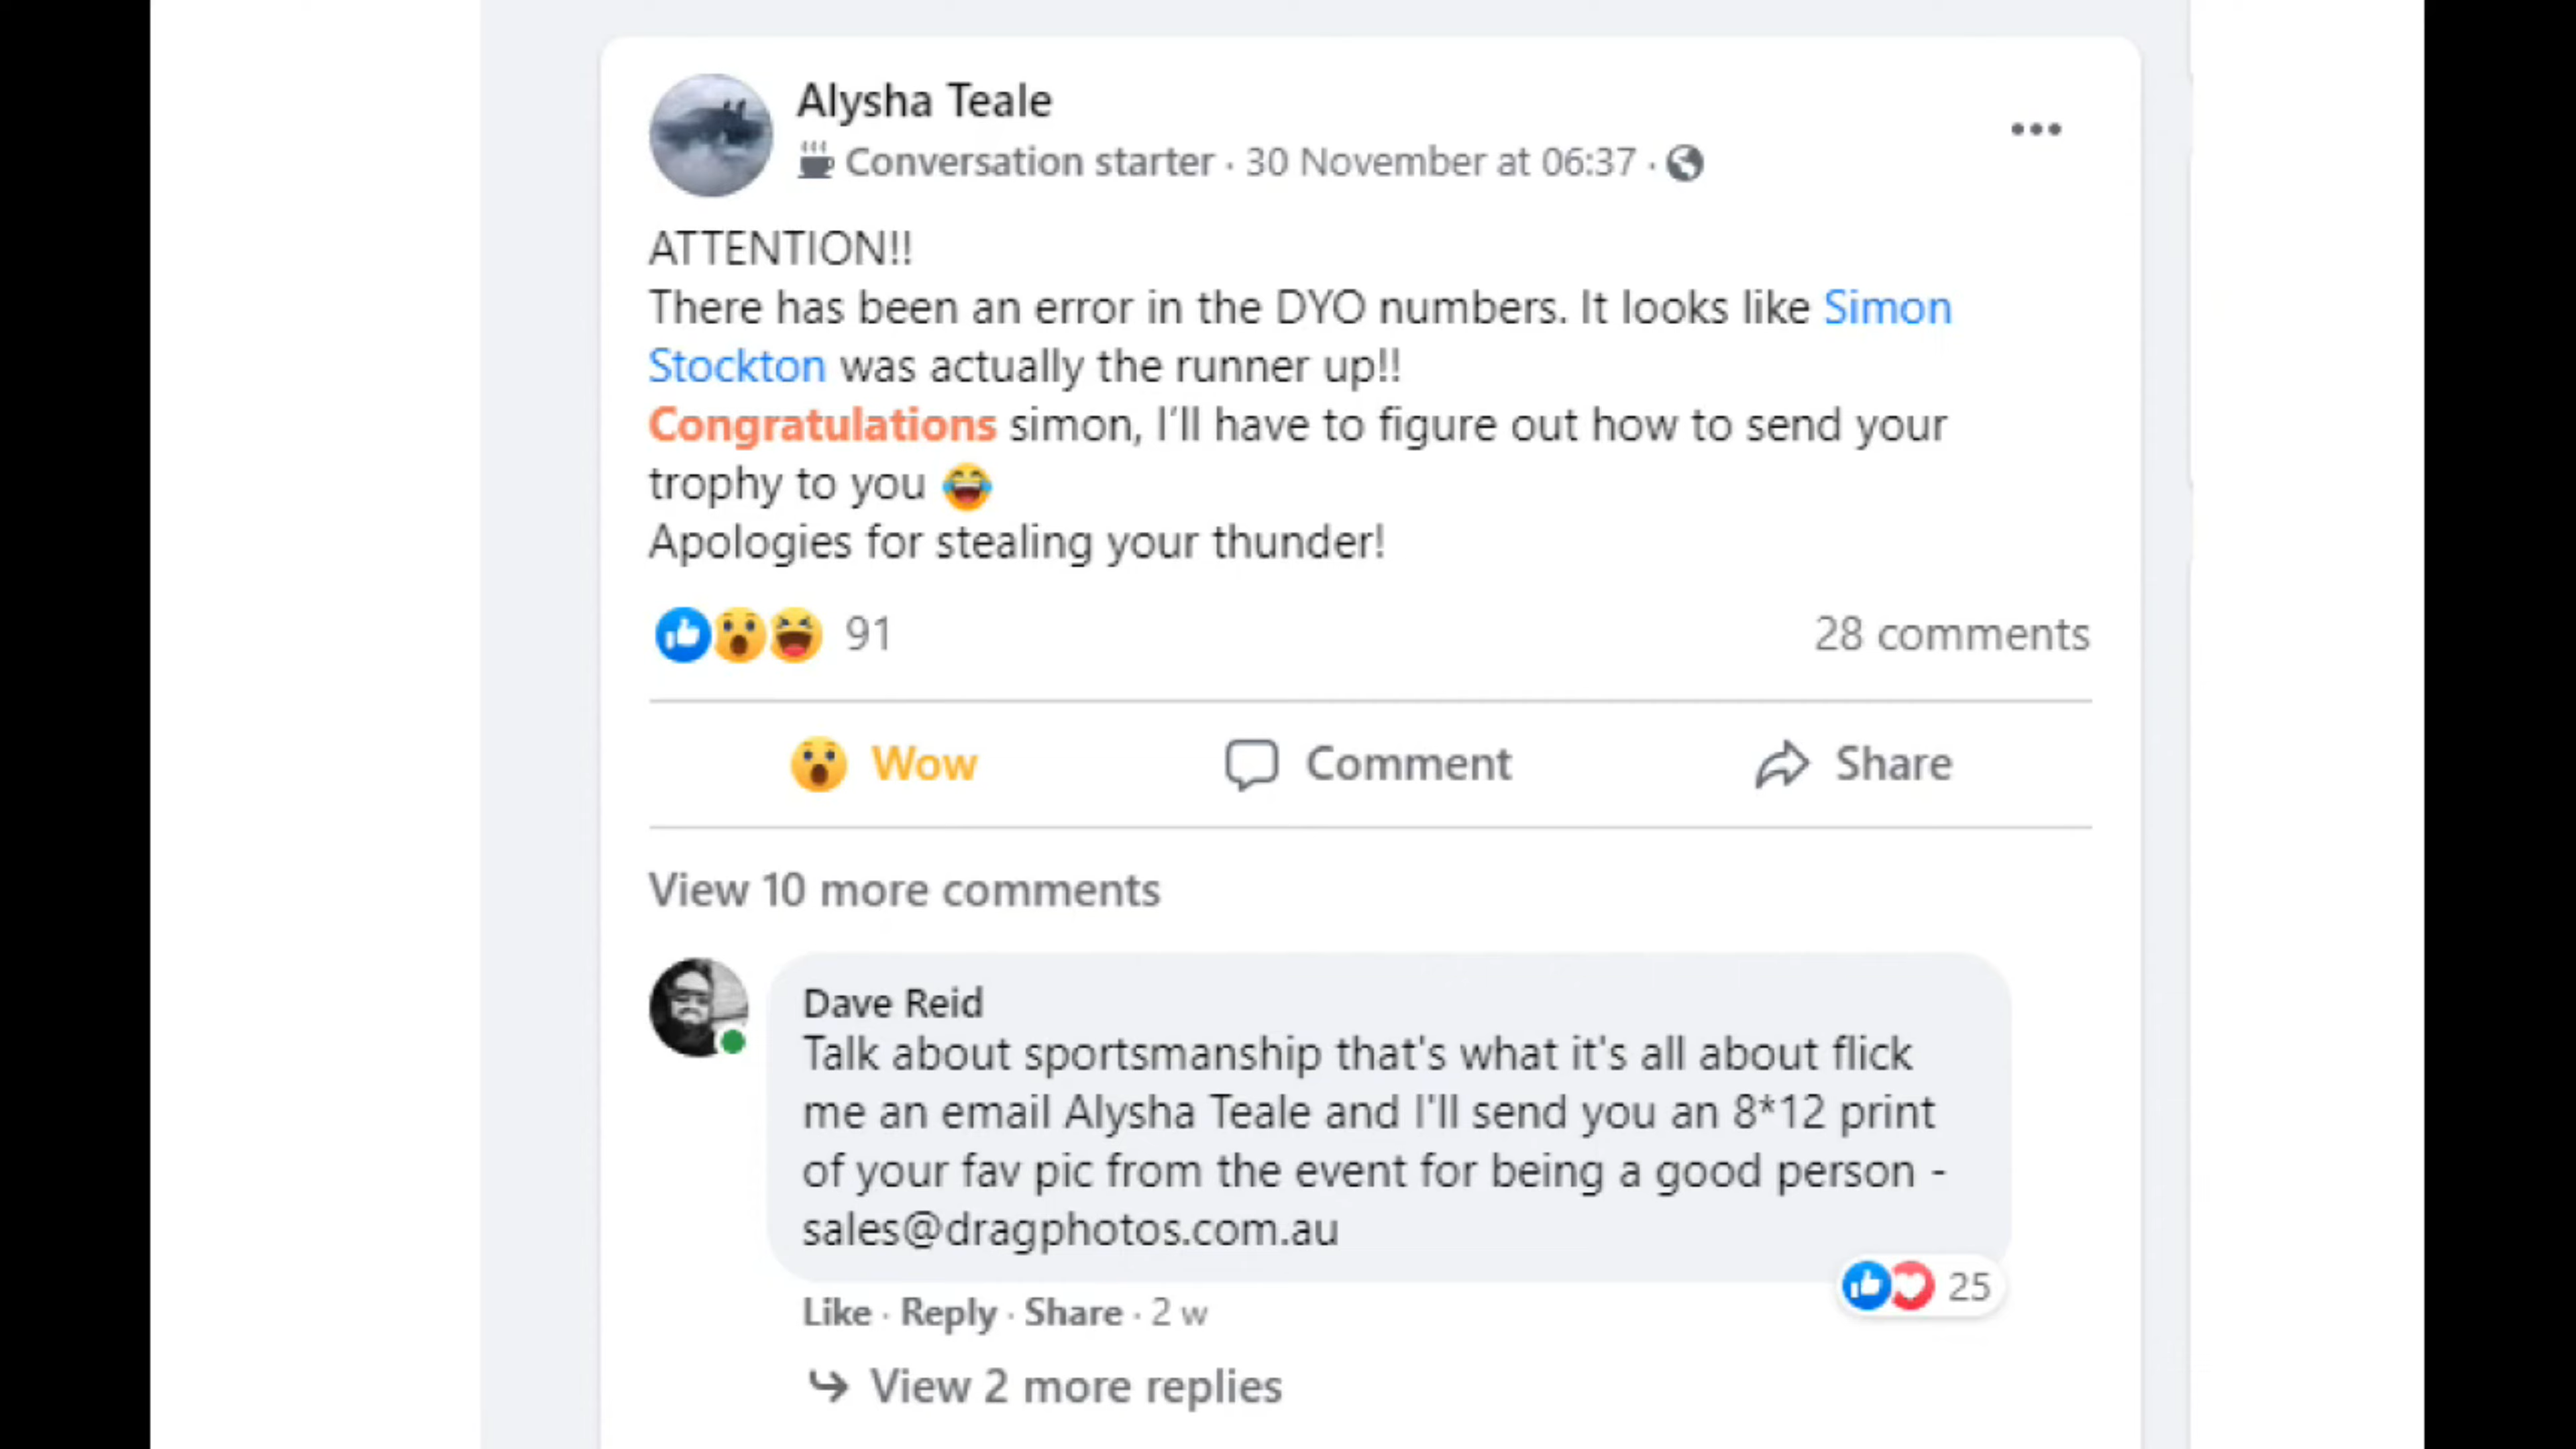 Alysha Teale
Conversation starter · 30 November at 06:37 ·
ATTENTION!!
There has been an error in the DYO numbers. It looks like Simon
Stockton was actually the runner up!!
Congratulations simon, I'll have to figure out how to send your
trophy to you 😂
Apologies for stealing your thunder!
91
28 comments
Wow
Comment
Share
View 10 more comments
Dave Reid
Talk about sportsmanship that's what it's all about flick
me an email Alysha Teale and I'll send you an 8*12 print
of your fav pic from the event for being a good person -
sales@dragphotos.com.au
25
Like · Reply · Share · 2 w
View 2 more replies